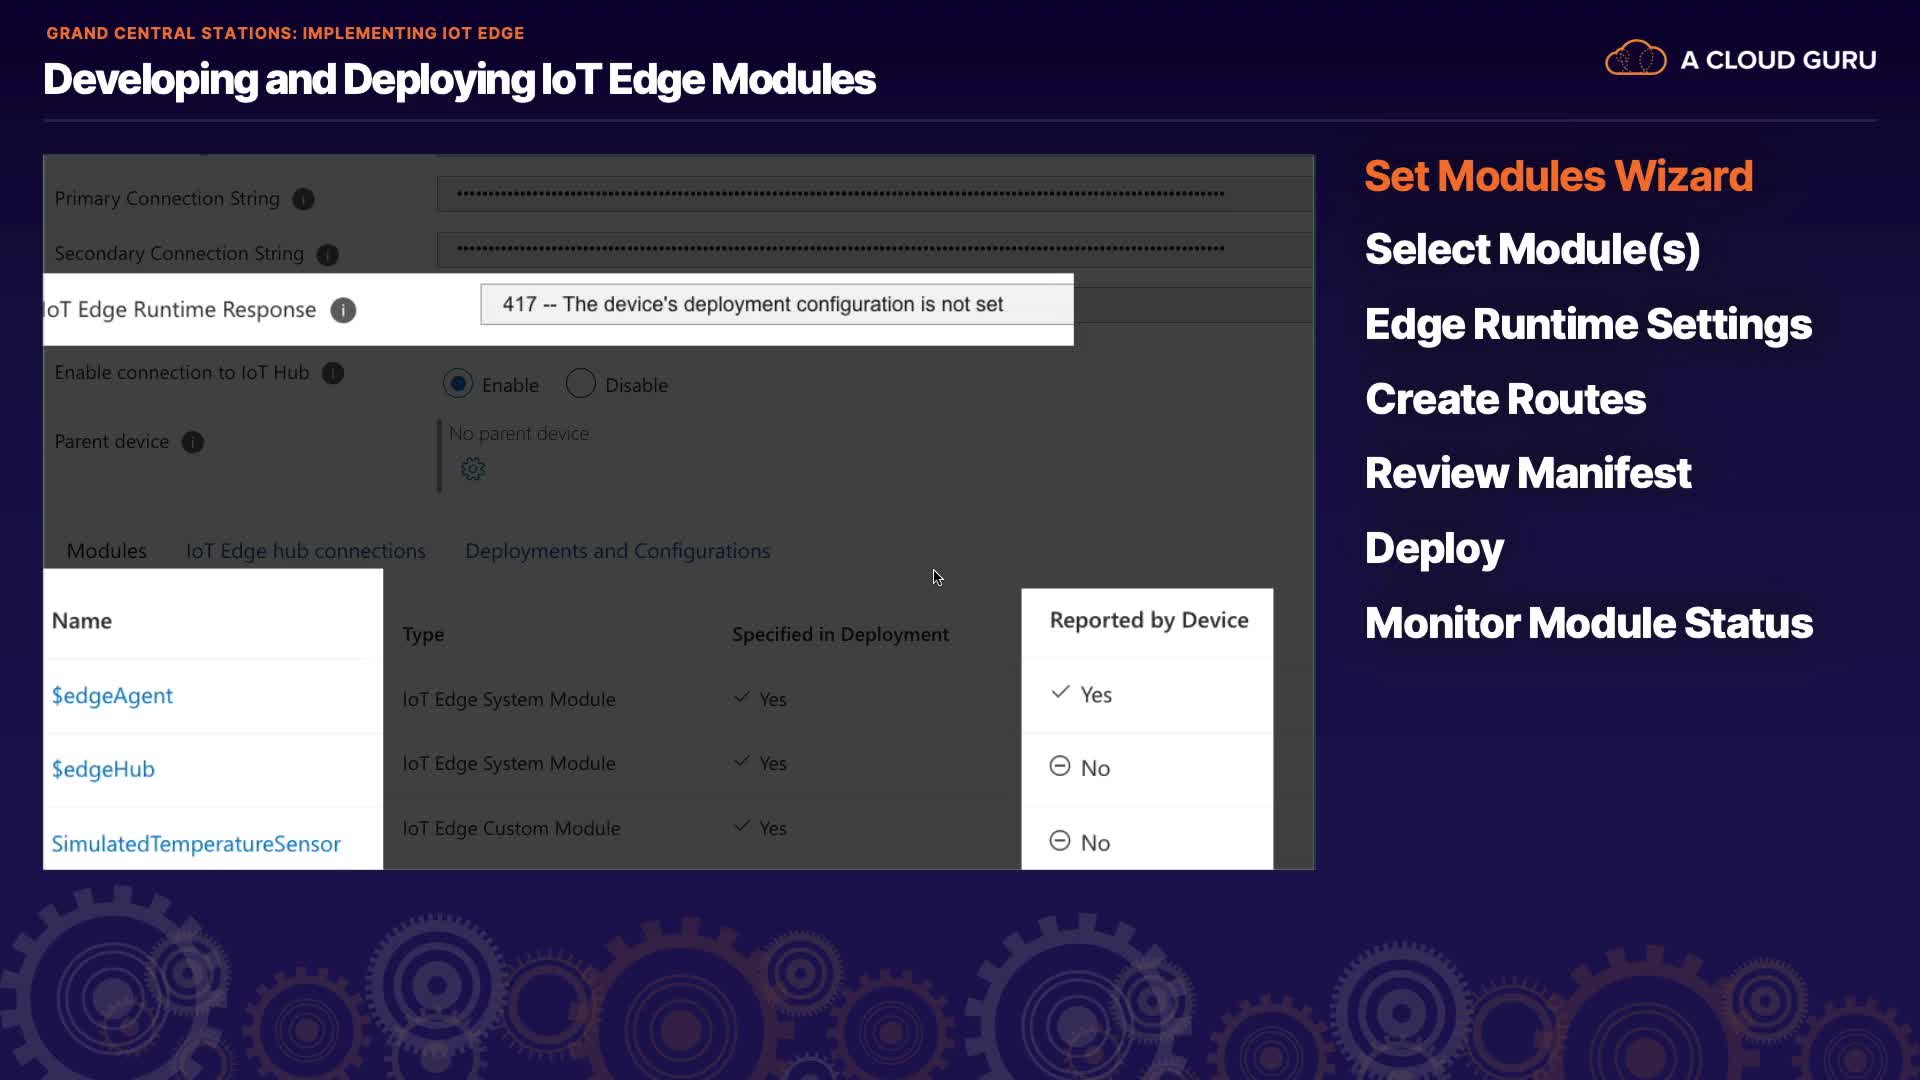 GRAND CENTRAL STATIONS: IMPLEMENTING IOT EDGE
Developing and Deploying IoT Edge Modules
A CLOUD GURU
Primary Connection String
Secondary Connection String
IoT Edge Runtime Response
417 -- The device's deployment configuration is not set
Enable connection to IoT Hub
Enable Disable
Parent device
No parent device
Modules IoT Edge hub connections Deployments and Configurations
Name Type Specified in Deployment Reported by Device
$edgeAgent IoT Edge System Module Yes Yes
$edgeHub IoT Edge System Module Yes No
SimulatedTemperatureSensor IoT Edge Custom Module Yes No
Set Modules Wizard
Select Module(s)
Edge Runtime Settings
Create Routes
Review Manifest
Deploy
Monitor Module Status